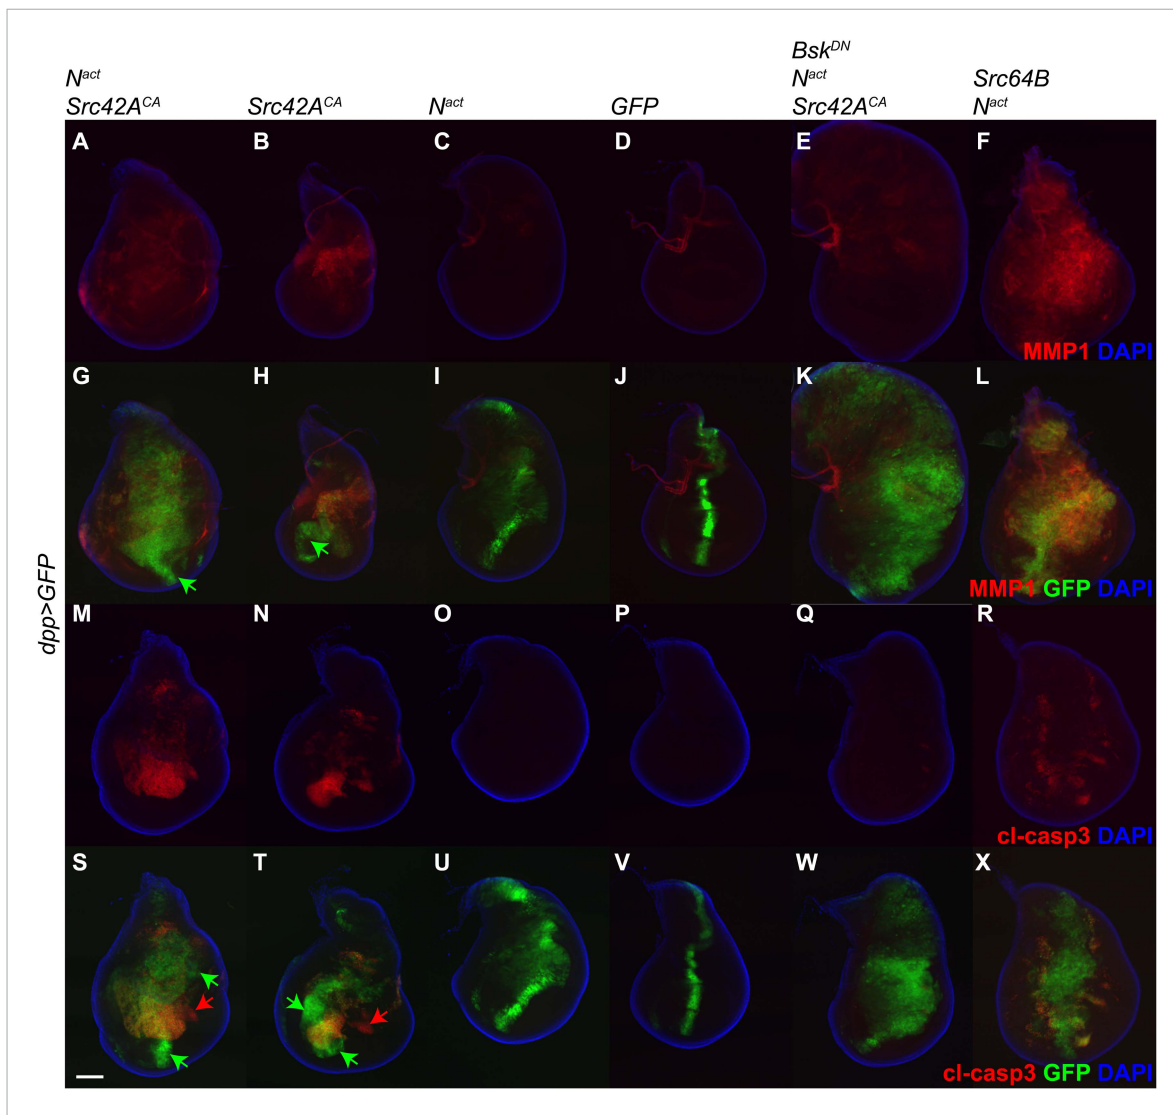 Bsk^DN
N^act N^act Src64B
Src42A^CA Src42A^CA N^act GFP Src42A^CA N^act
A B C D E F
MMP1 DAPI
G H I J K L
MMP1 GFP DAPI
dpp>GFP
M N O P Q R
cl-casp3 DAPI
S T U V W X
cl-casp3 GFP DAPI